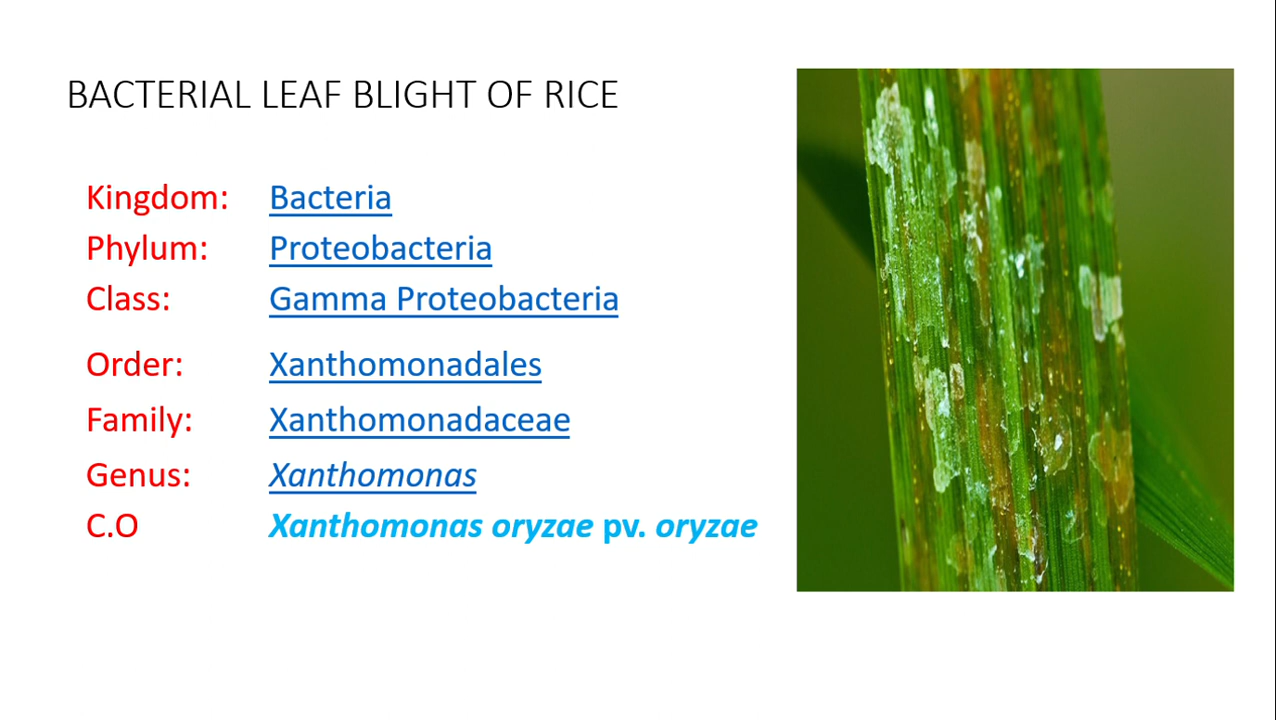 BACTERIAL LEAF BLIGHT OF RICE
Kingdom: Bacteria
Phylum: Proteobacteria
Class: Gamma Proteobacteria
Order: Xanthomonadales
Family: Xanthomonadaceae
Genus: Xanthomonas
C.O Xanthomonas oryzae pv. oryzae